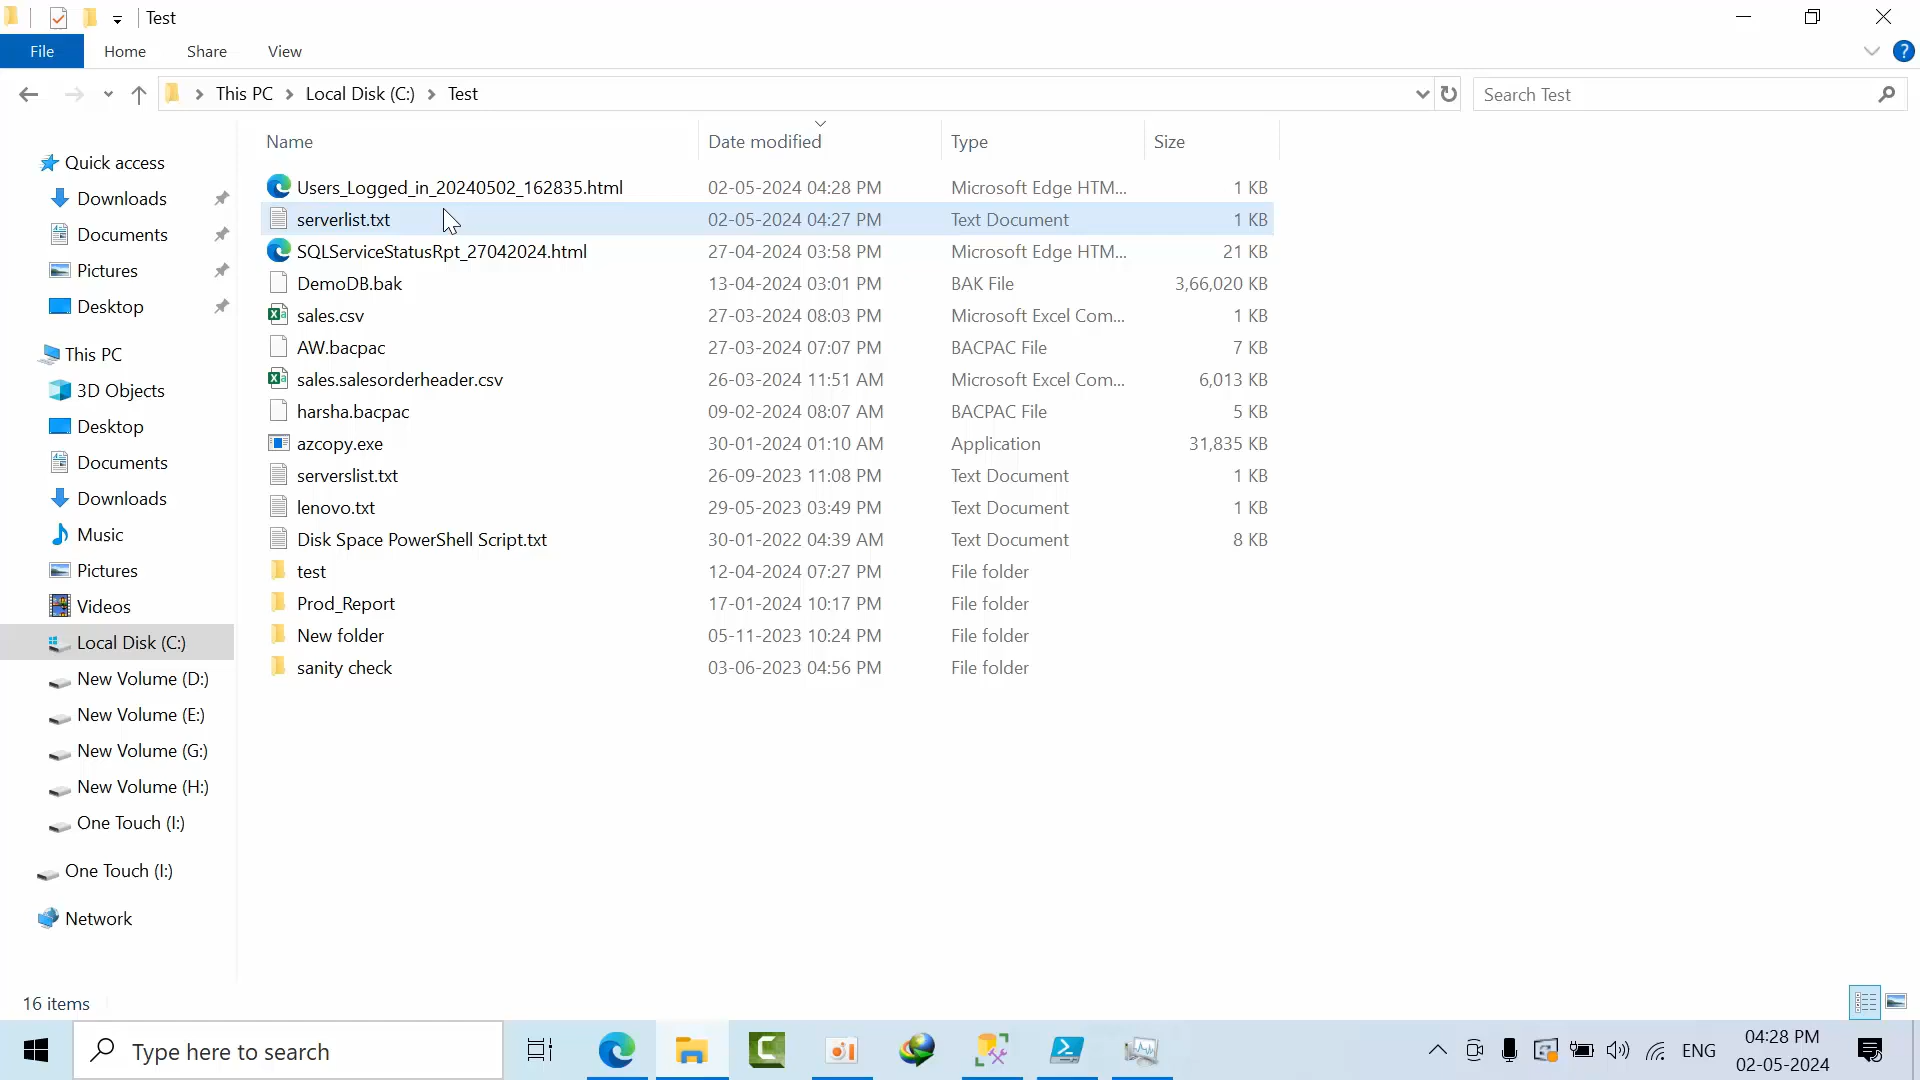 Test
File Home Share View
This PC Local Disk (C:) Test
Search Test
Name Date modified Type Size
Quick access
Downloads
Documents
Pictures
Desktop
This PC
3D Objects
Desktop
Documents
Downloads
Music
Pictures
Videos
Local Disk (C:)
New Volume (D:)
New Volume (E:)
New Volume (G:)
New Volume (H:)
One Touch (I:)
One Touch (I:)
Network
Users_Logged_in_20240502_162835.html 02-05-2024 04:28 PM Microsoft Edge HTM... 1 KB
serverlist.txt 02-05-2024 04:27 PM Text Document 1 KB
SQLServiceStatusRpt_27042024.html 27-04-2024 03:58 PM Microsoft Edge HTM... 21 KB
DemoDB.bak 13-04-2024 03:01 PM BAK File 3,66,020 KB
sales.csv 27-03-2024 08:03 PM Microsoft Excel Com... 1 KB
AW.bacpac 27-03-2024 07:07 PM BACPAC File 7 KB
sales.salesorderheader.csv 26-03-2024 11:51 AM Microsoft Excel Com... 6,013 KB
harsha.bacpac 09-02-2024 08:07 AM BACPAC File 5 KB
azcopy.exe 30-01-2024 01:10 AM Application 31,835 KB
serverslist.txt 26-09-2023 11:08 PM Text Document 1 KB
lenovo.txt 29-05-2023 03:49 PM Text Document 1 KB
Disk Space PowerShell Script.txt 30-01-2022 04:39 AM Text Document 8 KB
test 12-04-2024 07:27 PM File folder
Prod_Report 17-01-2024 10:17 PM File folder
New folder 05-11-2023 10:24 PM File folder
sanity check 03-06-2023 04:56 PM File folder
16 items
Type here to search
ENG
04:28 PM
02-05-2024